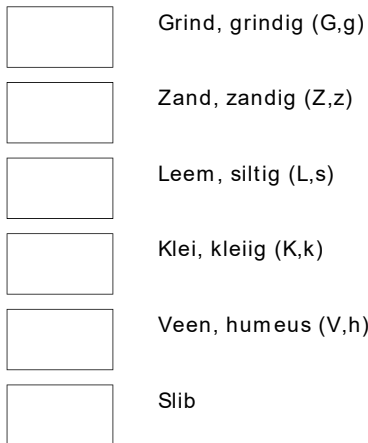 Grind, grindig (G,g)
Zand, zandig (Z,z)
Leem, siltig (L,s)
Klei, kleiig (K,k)
Veen, humeus (V,h)
Slib